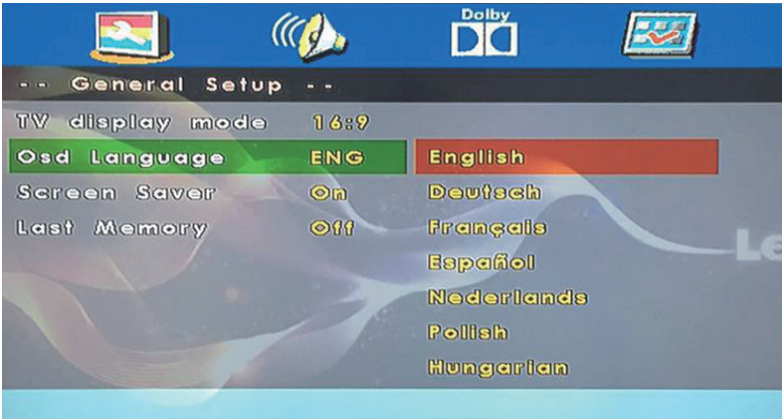 Dolby
-- General Setup --
TV display mode 16:9
Osd Language ENG English
Screen Saver On Deutsch
Last Memory Off Français
Español
Le
Nederlands
Polish
Hungarian